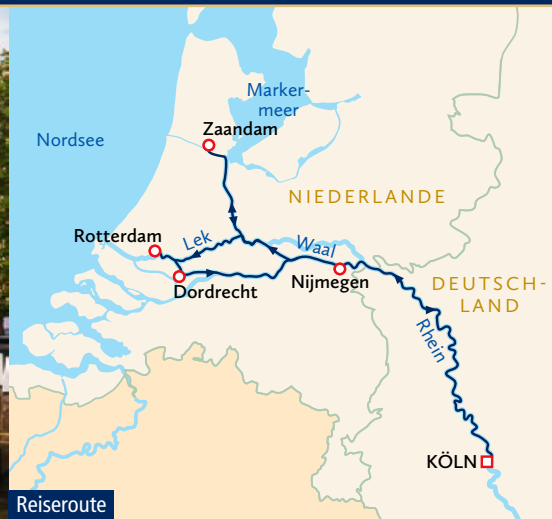 Marker-
meer
Zaandam
Nordsee
NIEDERLANDE
Rotterdam
Lek
Waal
Dordrecht
Nijmegen
DEUTSCH-
LAND
Rhein
KÖLN
Reiseroute